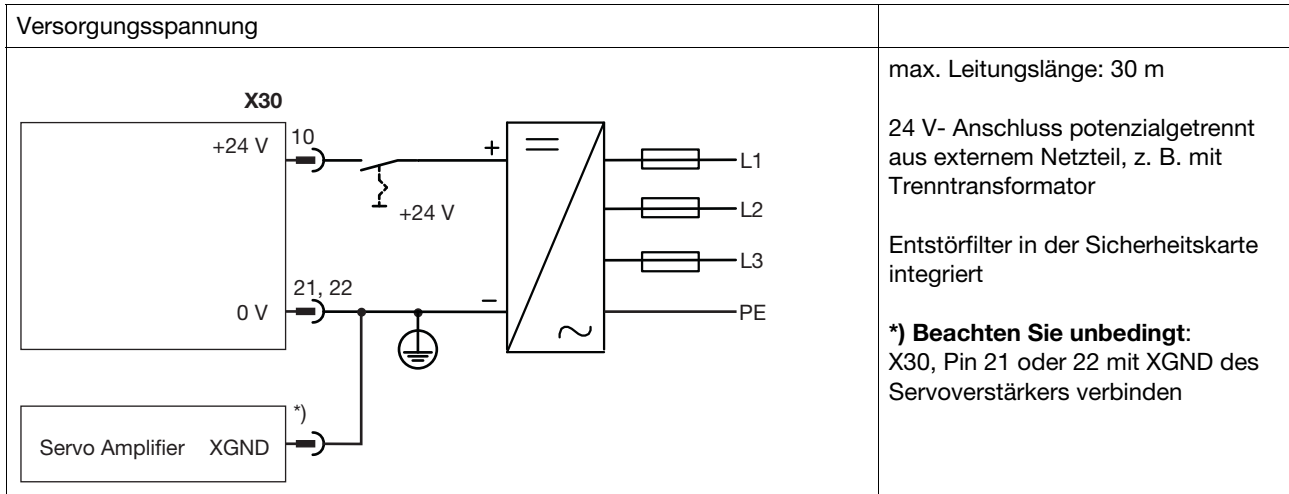 Versorgungsspannung
X30
+24 V
10
+
L1
L2
+24 V
L3
21, 22
0 V
–
PE
*)
Servo Amplifier XGND
max. Leitungslänge: 30 m
24 V- Anschluss potenzialgetrennt
aus externem Netzteil, z. B. mit
Trenntransformator
Entstörfilter in der Sicherheitskarte
integriert
*) Beachten Sie unbedingt:
X30, Pin 21 oder 22 mit XGND des
Servoverstärkers verbinden